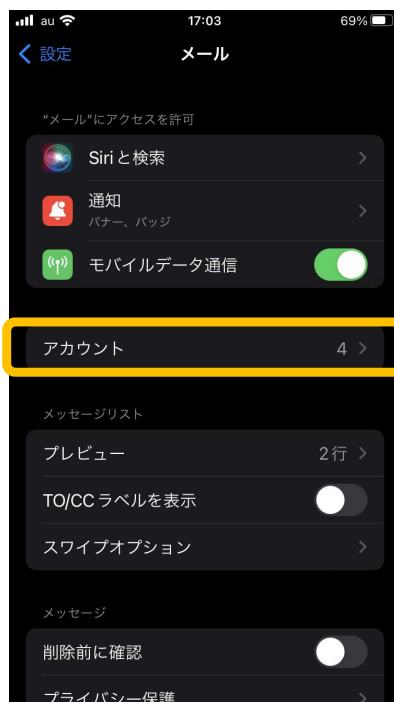 au 17:03 69%
設定 メール
"メール"にアクセスを許可
Siriと検索
通知
バナー、バッジ
モバイルデータ通信
アカウント 4
メッセージリスト
プレビュー 2行
TO/CCラベルを表示
スワイプオプション
メッセージ
削除前に確認
プライバシー保護